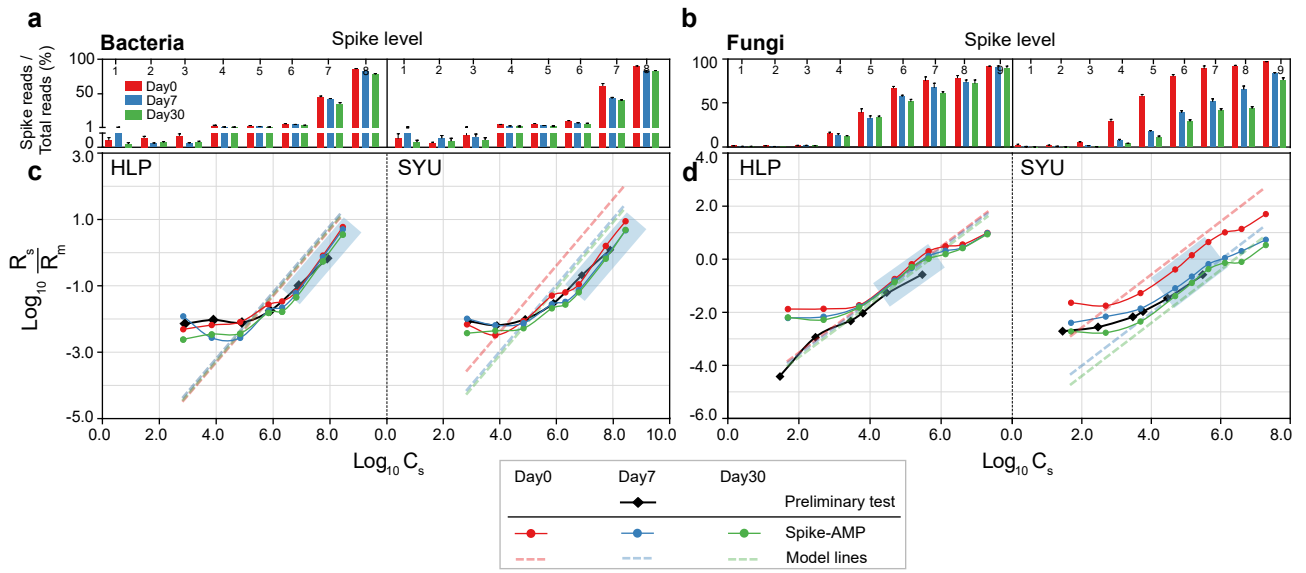 a
Bacteria
Spike level
Spike reads /
Total reads (%)
100
50
1
0
1 2 3 4 5 6 7 8
1 2 3 4 5 6 7 8
Day0
Day7
Day30
b
Fungi
Spike level
100
50
0
1 2 3 4 5 6 7 8 9
1 2 3 4 5 6 7 8 9
c
HLP
SYU
Log10 Rs/Rm
3.0
1.0
-1.0
-3.0
-5.0
0.0 2.0 4.0 6.0 8.0 0.0 2.0 4.0 6.0 8.0 10.0
Log10 Cs
d
HLP
SYU
4.0
2.0
0.0
-2.0
-4.0
-6.0
0.0 2.0 4.0 6.0 0.0 2.0 4.0 6.0 8.0
Log10 Cs
Day0 Day7 Day30
Preliminary test
Spike-AMP
Model lines